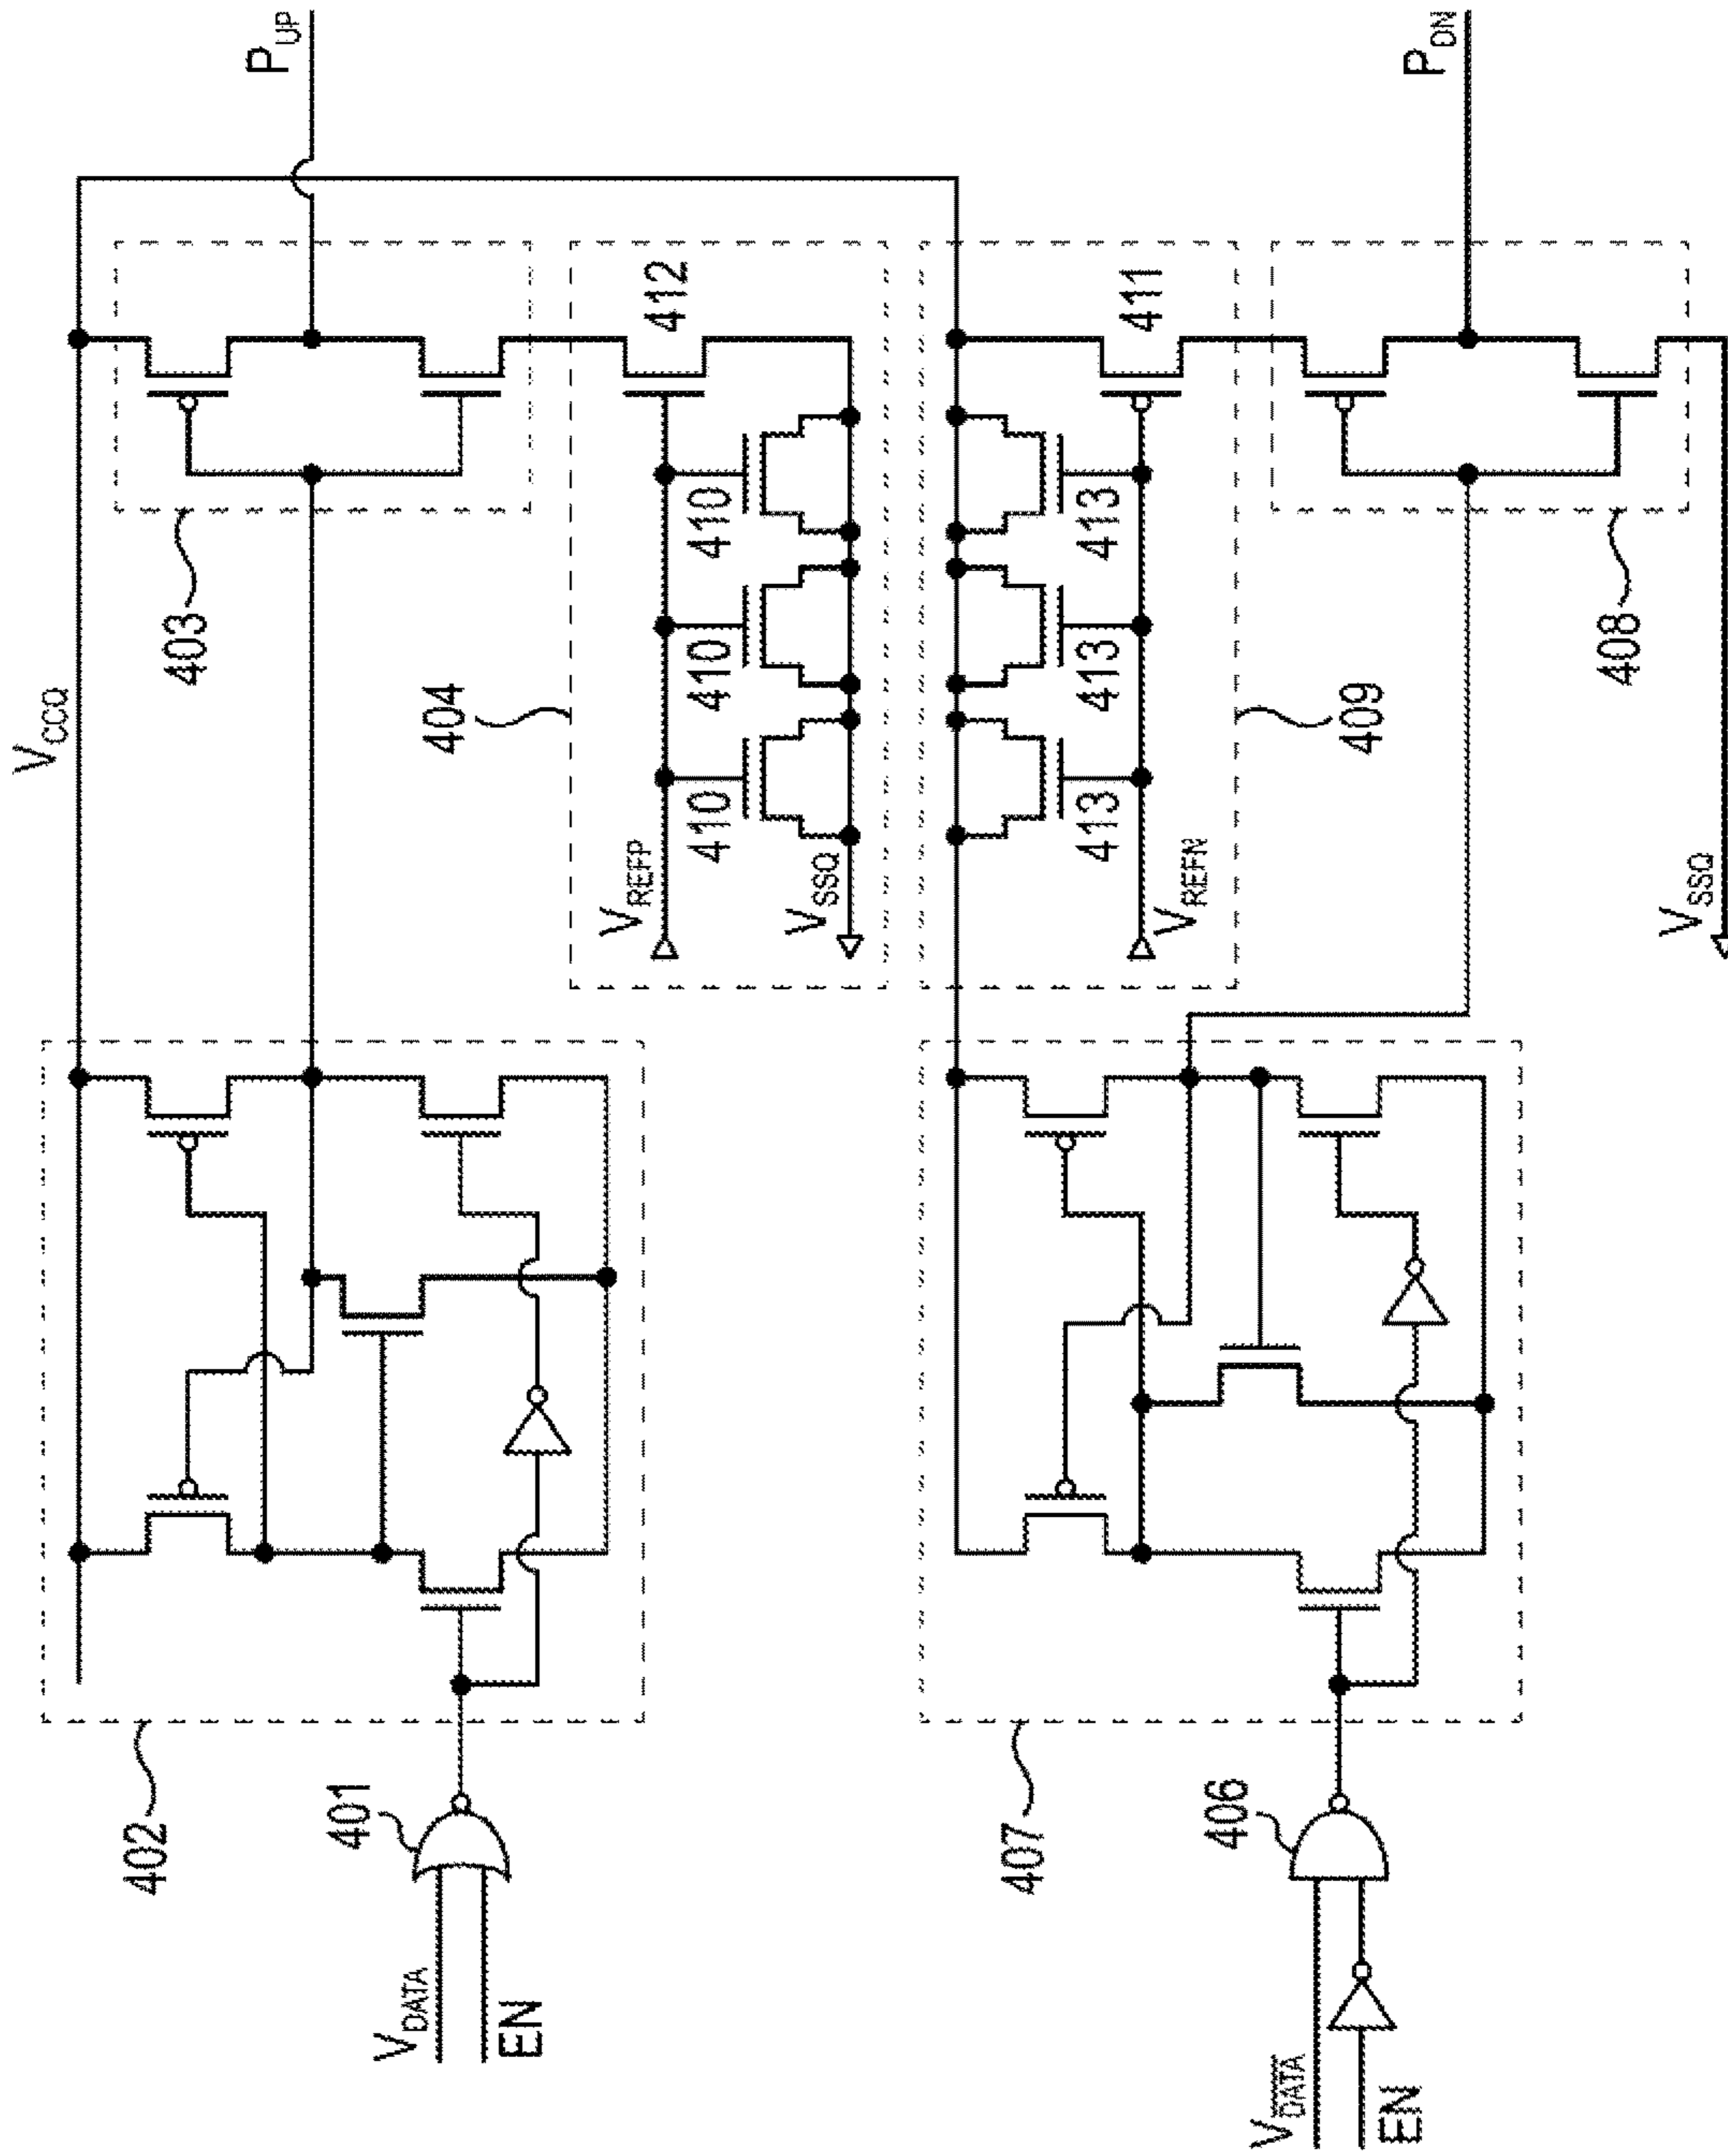 V_CCQ
402
403
P_UP
401
V_DATA
EN
404
412
V_REFP
410
410
410
V_SSQ
407
409
411
413
413
413
V_REFN
406
V_D̅A̅T̅A̅
EN
408
P_DN
V_SSQ